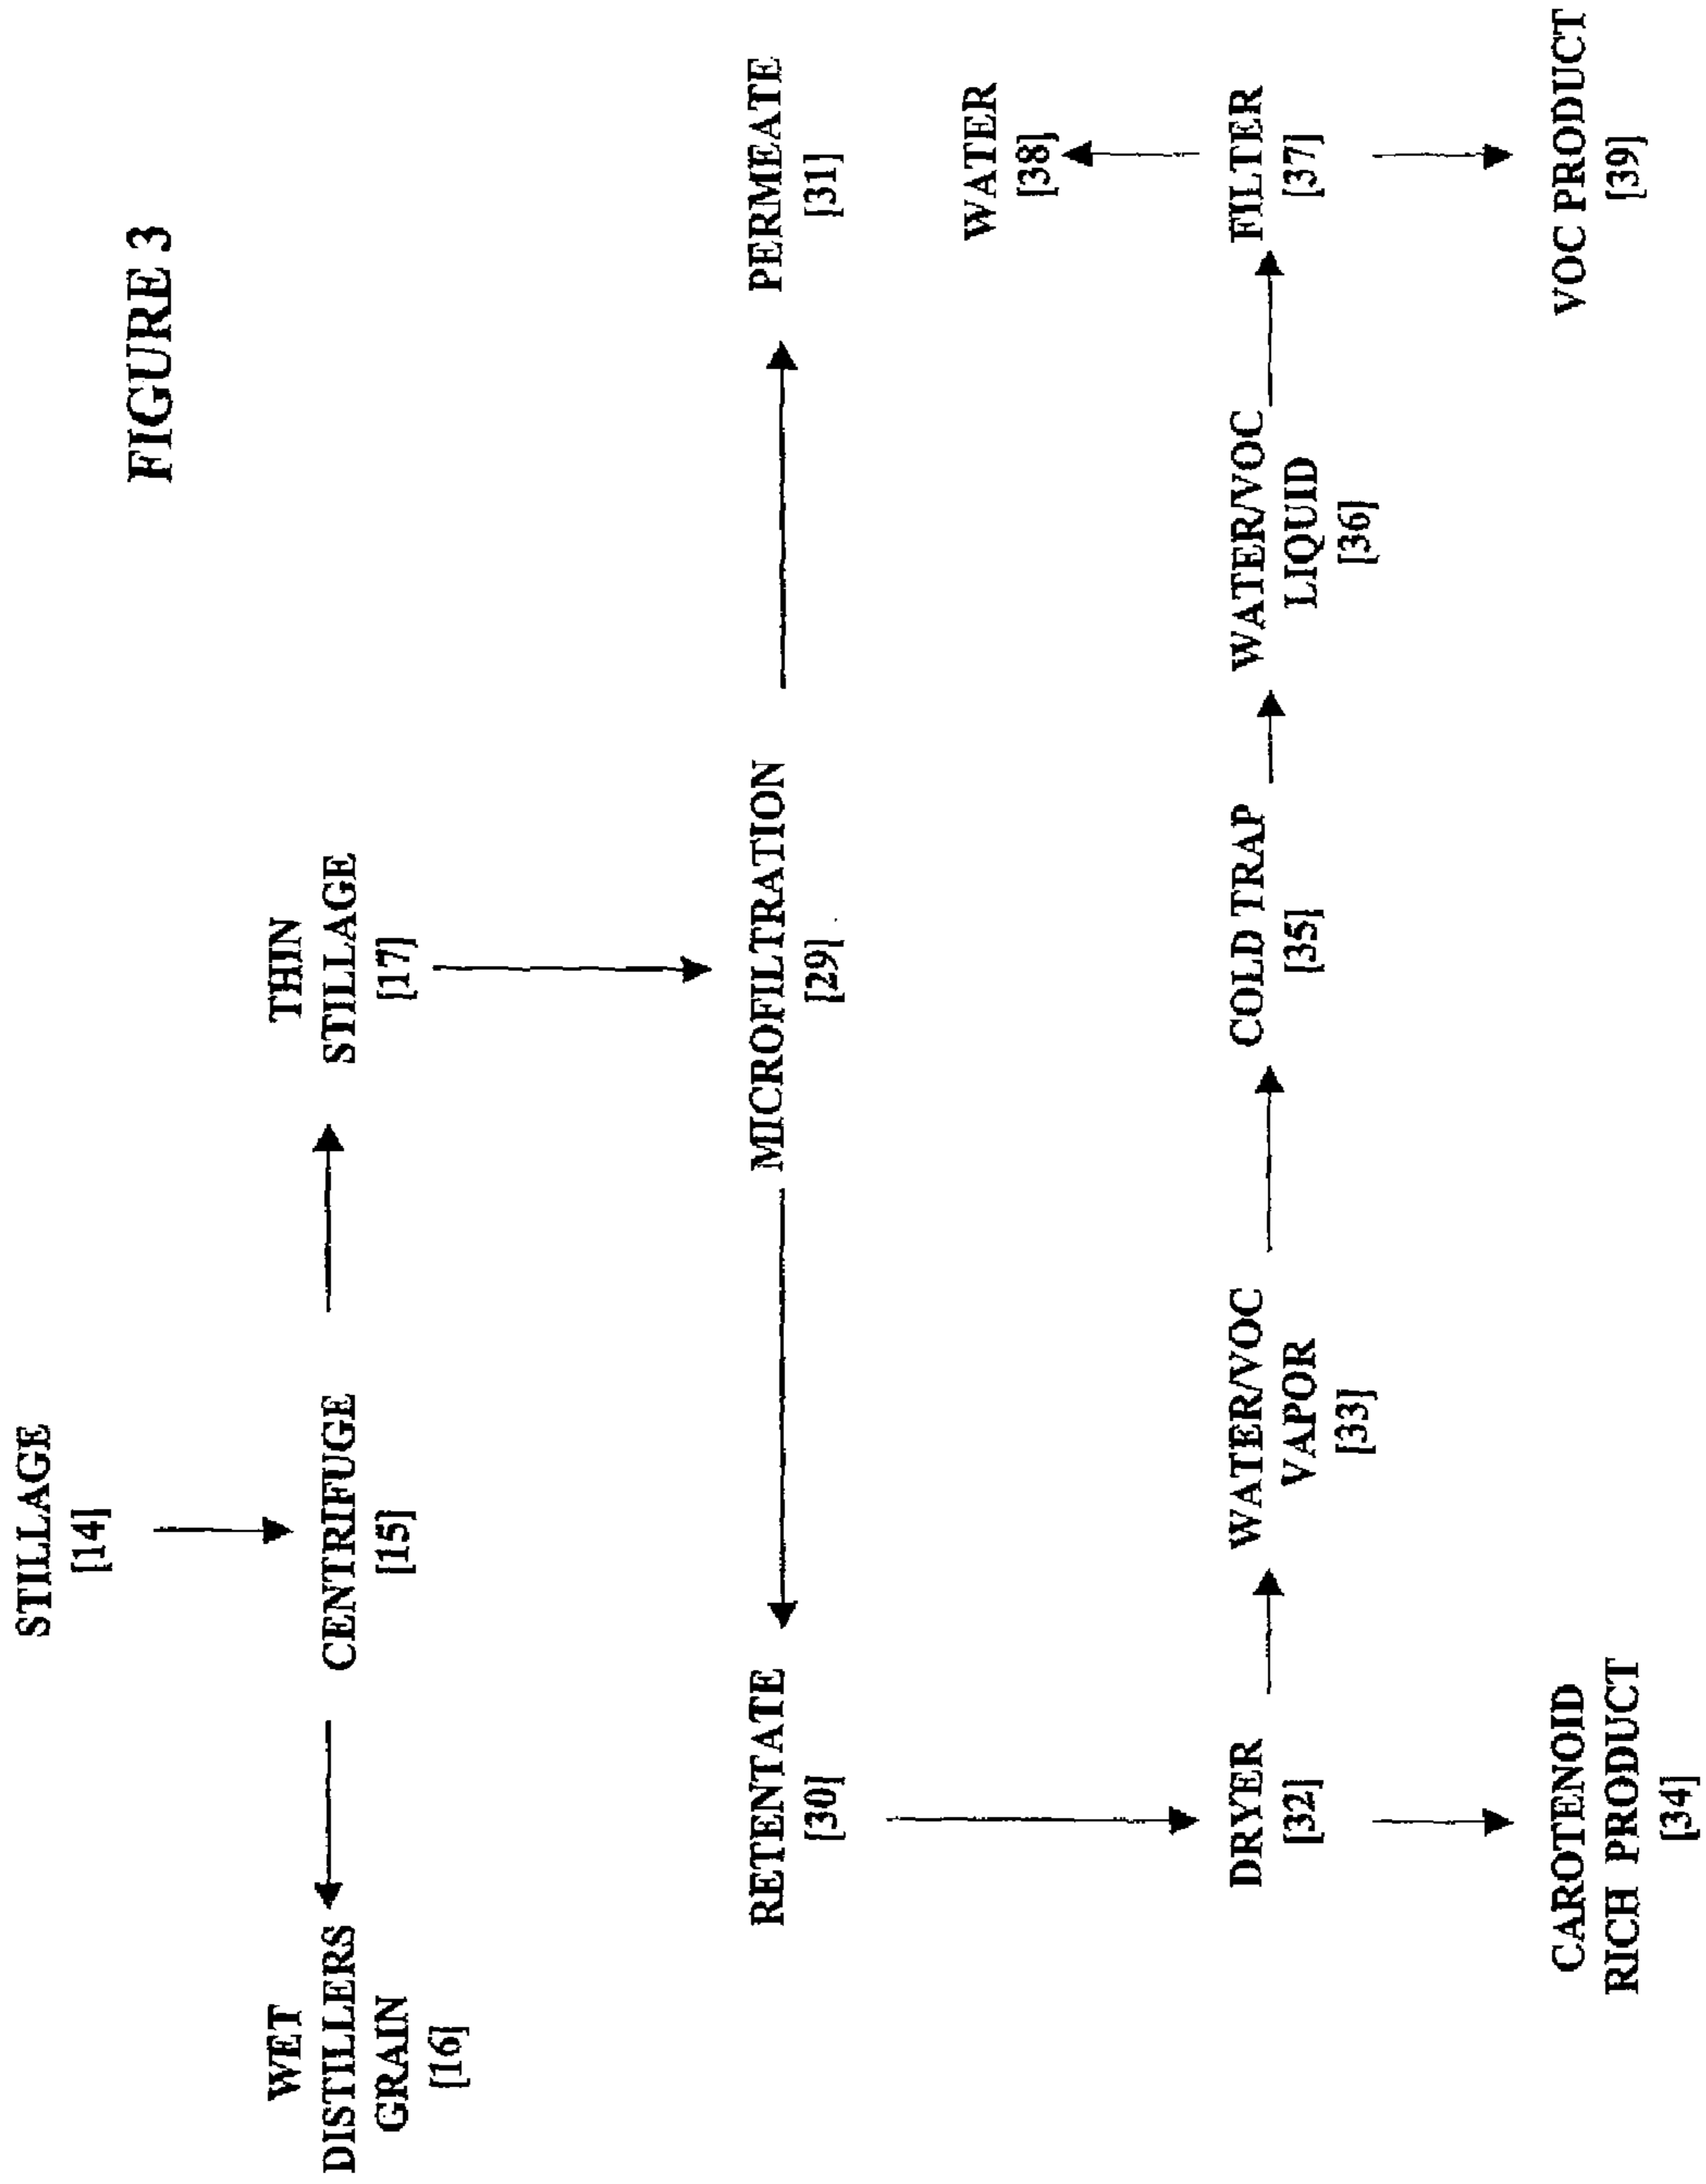 FIGURE 3
STILLAGE
[14]
WET
DISTILLERS
GRAIN
[16]
CENTRIFUGE
[15]
THIN
STILLAGE
[17]
RETENTATE
[30]
MICROFILTRATION
[29]
PERMEATE
[31]
WATER
[38]
DRYER
[32]
WATER/VOC
VAPOR
[33]
COLD TRAP
[35]
WATER/VOC
LIQUID
[36]
FILTER
[37]
CAROTENOID
RICH PRODUCT
[34]
VOC PRODUCT
[39]